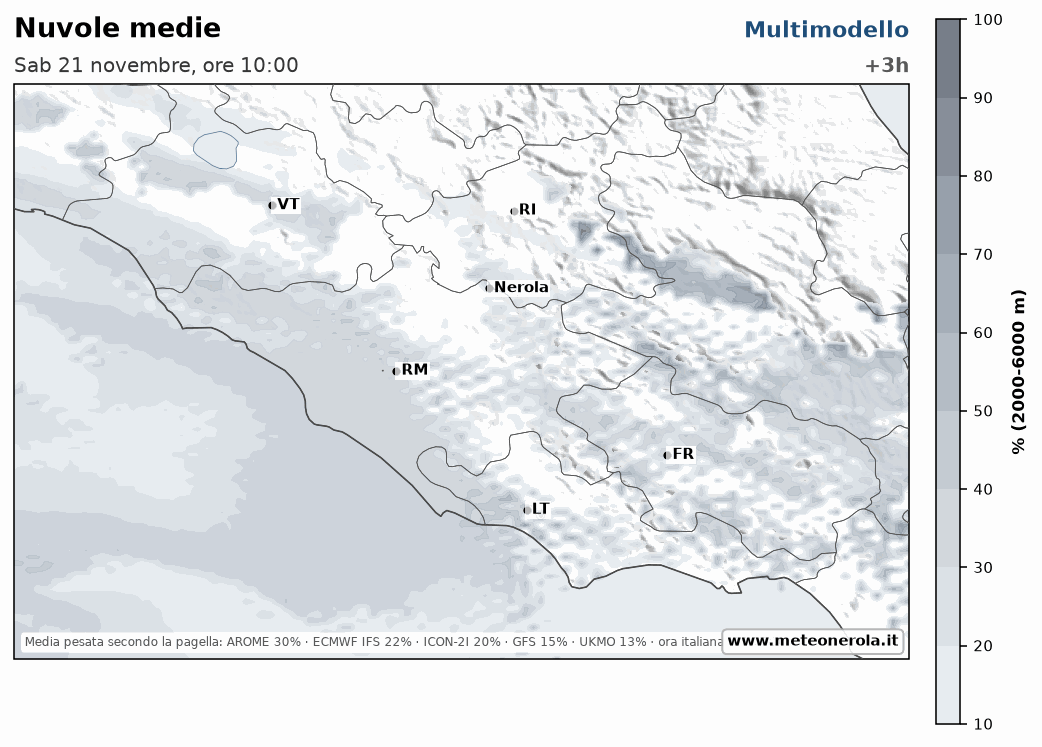 Nuvole medie
Multimodello
Sab 21 novembre, ore 10:00
+3h
100
90
80
70
60
50
40
30
20
10
% (2000-6000 m)
VT
RI
Nerola
RM
FR
LT
Media pesata secondo la pagella: AROME 30% · ECMWF IFS 22% · ICON-2I 20% · GFS 15% · UKMO 13% · ora italiana
www.meteonerola.it